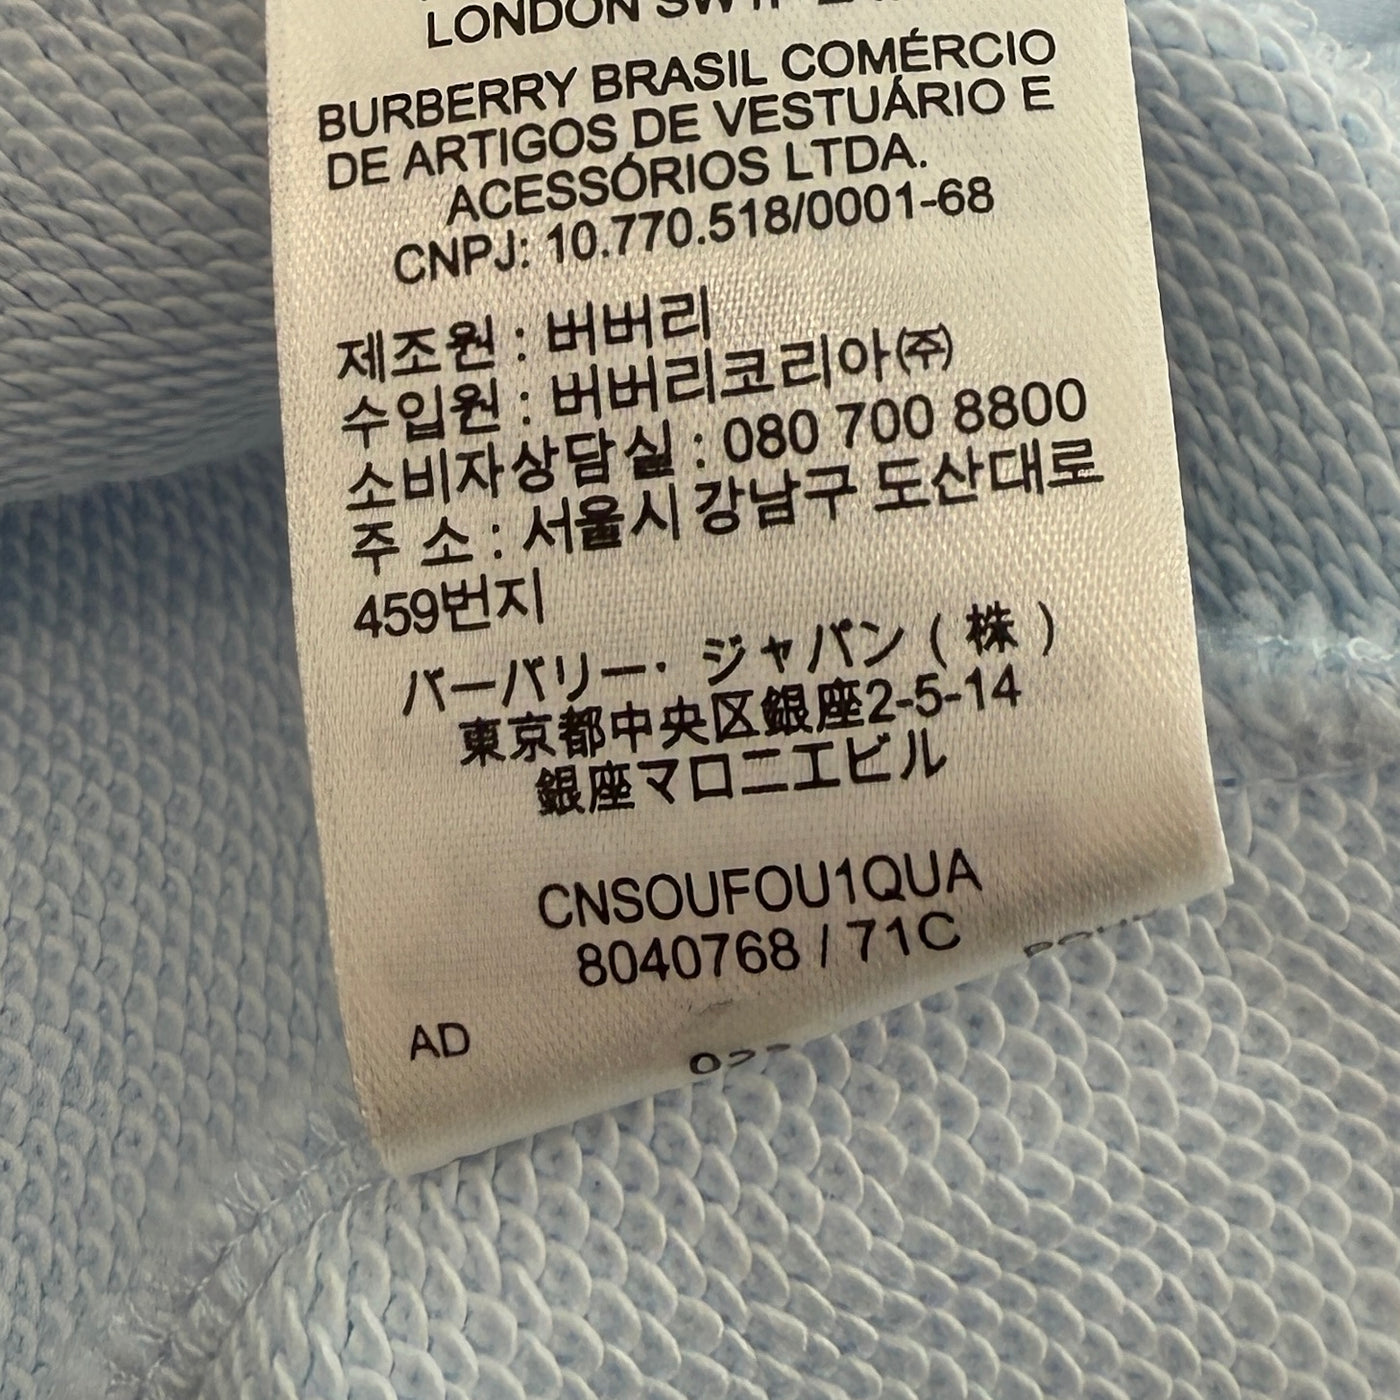 LONDON
BURBERRY BRASIL COMÉRCIO
DE ARTIGOS DE VESTUÁRIO E
ACESSÓRIOS LTDA.
CNPJ: 10.770.518/0001-68
제조원 : 버버리
수입원 : 버버리코리아㈜
소비자상담실 : 080 700 8800
주 소 : 서울시 강남구 도산대로
459번지
バーバリー・ジャパン ( 株 )
東京都中央区銀座2-5-14
銀座マロニエビル
CNSOUFOU1QUA
8040768 / 71C
AD